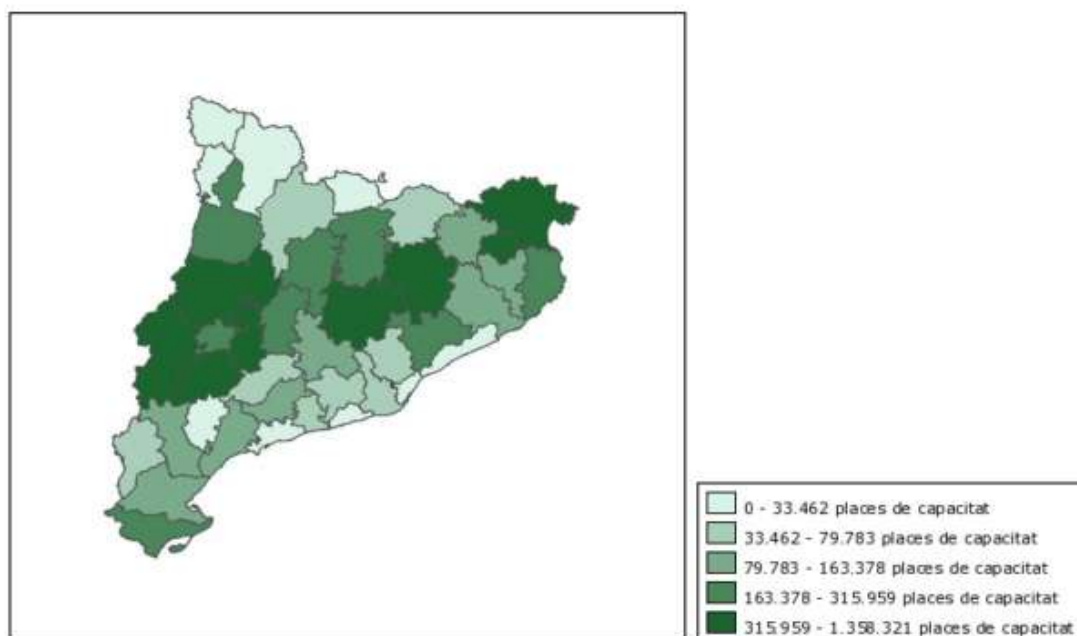 0 - 33.462 places de capacitat
33.462 - 79.783 places de capacitat
79.783 - 163.378 places de capacitat
163.378 - 315.959 places de capacitat
315.959 - 1.358.321 places de capacitat